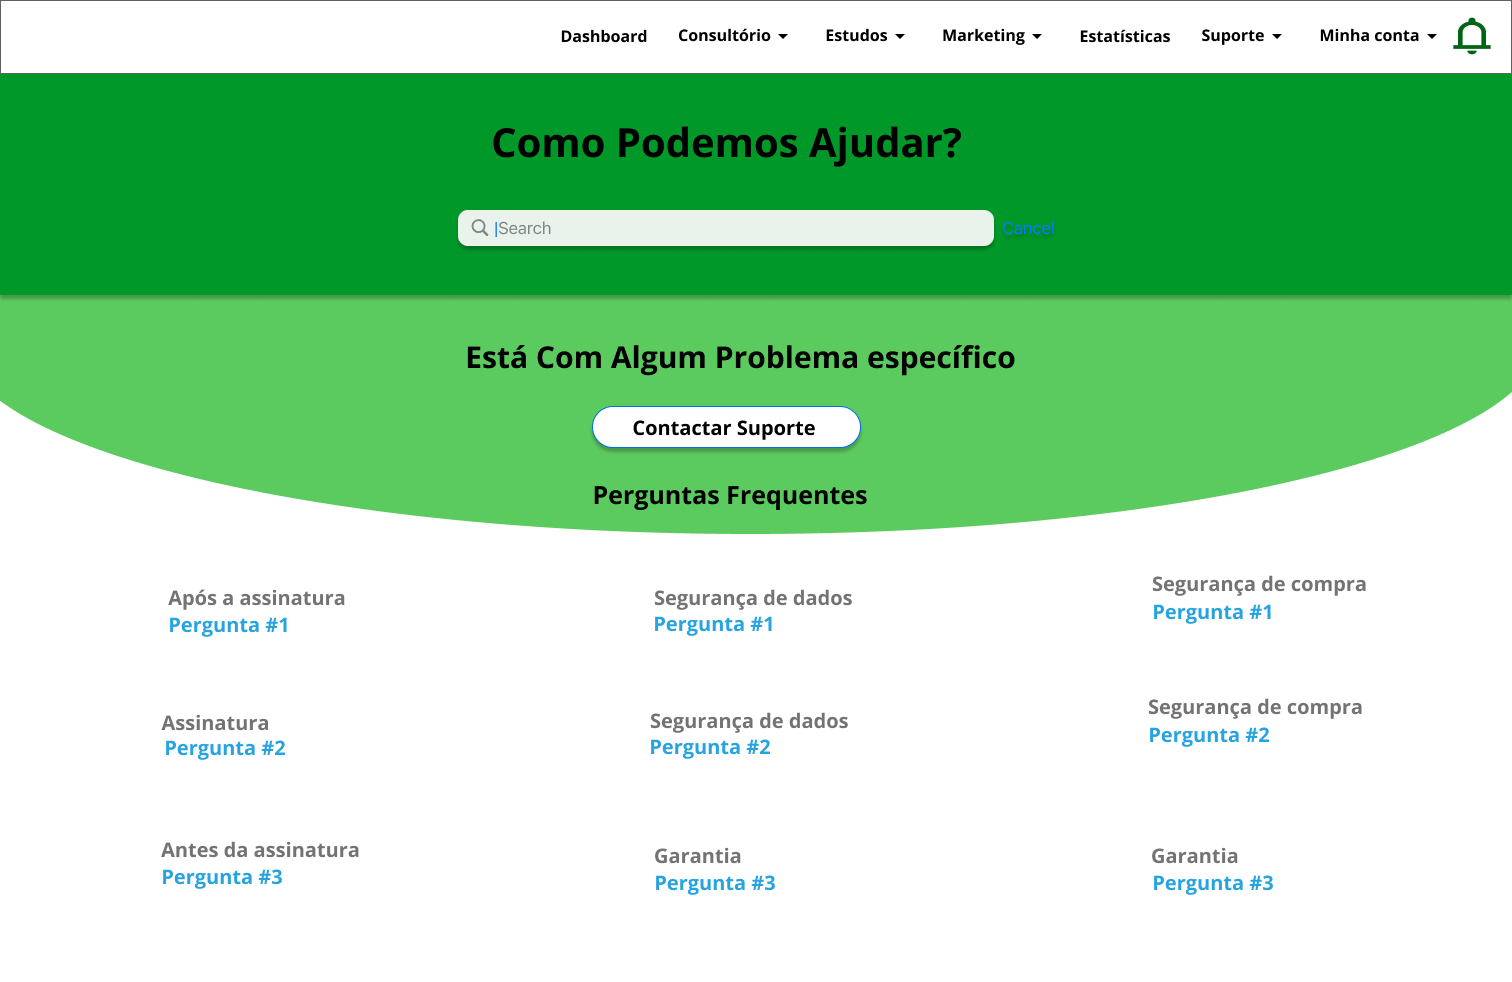 Dashboard Consultório Estudos Marketing Estatísticas Suporte Minha conta
Como Podemos Ajudar?
Search Cancel
Está Com Algum Problema específico
Contactar Suporte
Perguntas Frequentes
Após a assinatura
Pergunta #1
Segurança de dados
Pergunta #1
Segurança de compra
Pergunta #1
Assinatura
Pergunta #2
Segurança de dados
Pergunta #2
Segurança de compra
Pergunta #2
Antes da assinatura
Pergunta #3
Garantia
Pergunta #3
Garantia
Pergunta #3